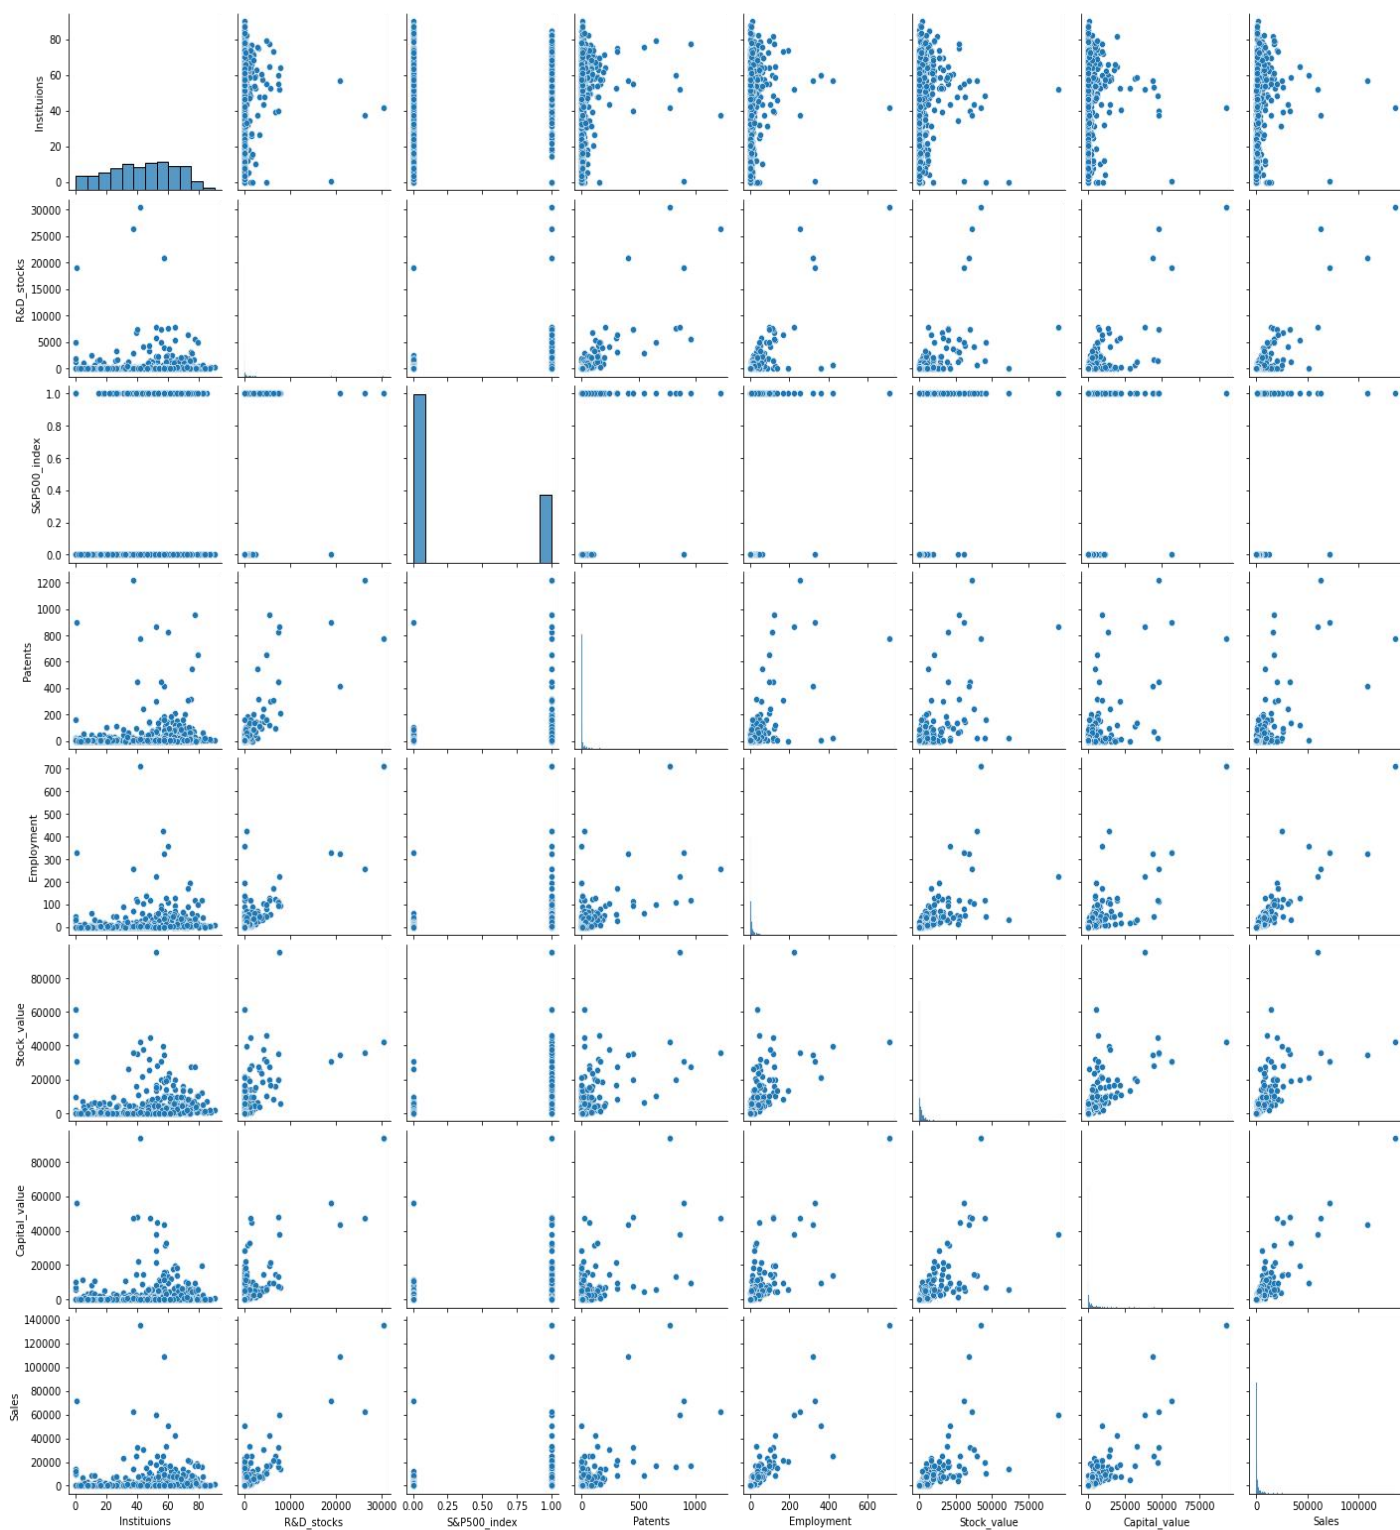 80
60
40
20
0
Instituions
30000
25000
20000
15000
10000
5000
0
R&D_stocks
1.0
0.8
0.6
0.4
0.2
0.0
S&P500_index
1200
1000
800
600
400
200
0
Patents
700
600
500
400
300
200
100
0
Employment
80000
60000
40000
20000
0
Stock_value
80000
60000
40000
20000
0
Capital_value
140000
120000
100000
80000
60000
40000
20000
0
Sales
0 20 40 60 80
Instituions
0 10000 20000 30000
R&D_stocks
0.00 0.25 0.50 0.75 1.00
S&P500_index
0 500 1000
Patents
0 200 400 600
Employment
0 25000 50000 75000
Stock_value
0 25000 50000 75000
Capital_value
0 50000 100000
Sales